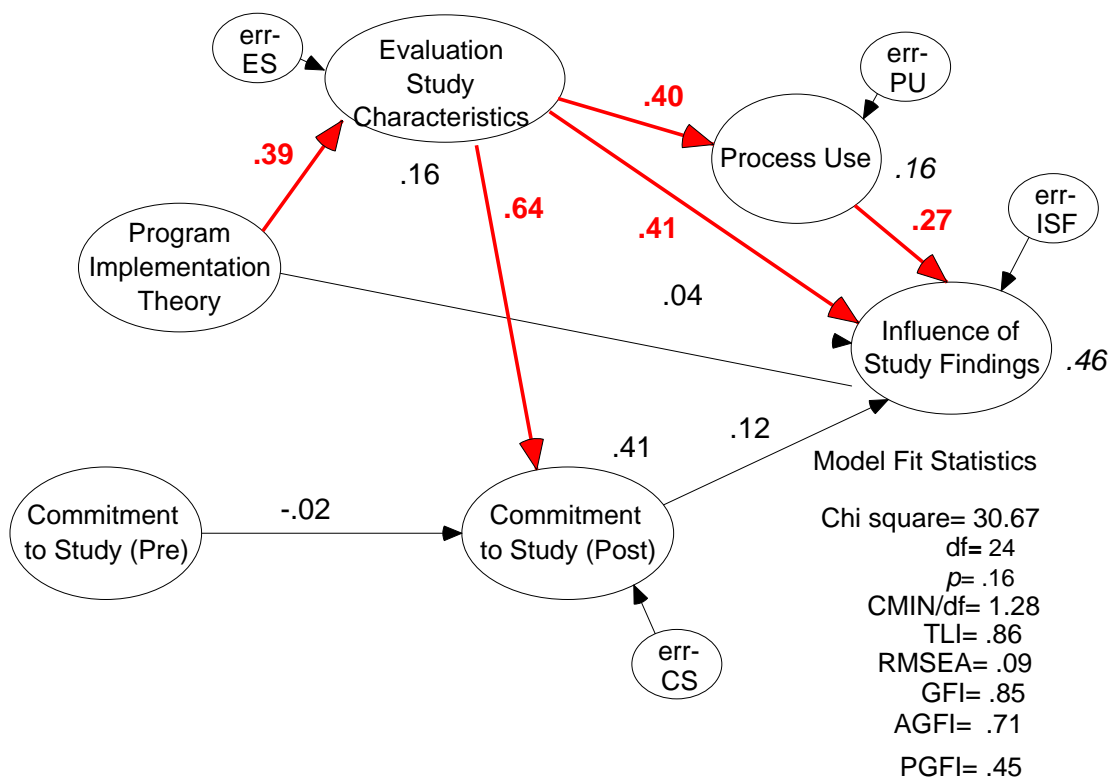 err-
ES
Evaluation
Study
Characteristics
err-
PU
.40
Process Use
.39
.16
.16
.64
.41
.27
err-
ISF
Program
Implementation
Theory
.04
Influence of
Study Findings
.46
.41
.12
Model Fit Statistics
Commitment
to Study (Pre)
-.02
Commitment
to Study (Post)
err-
CS
Chi square= 30.67
df= 24
p= .16
CMIN/df= 1.28
TLI= .86
RMSEA= .09
GFI= .85
AGFI= .71
PGFI= .45